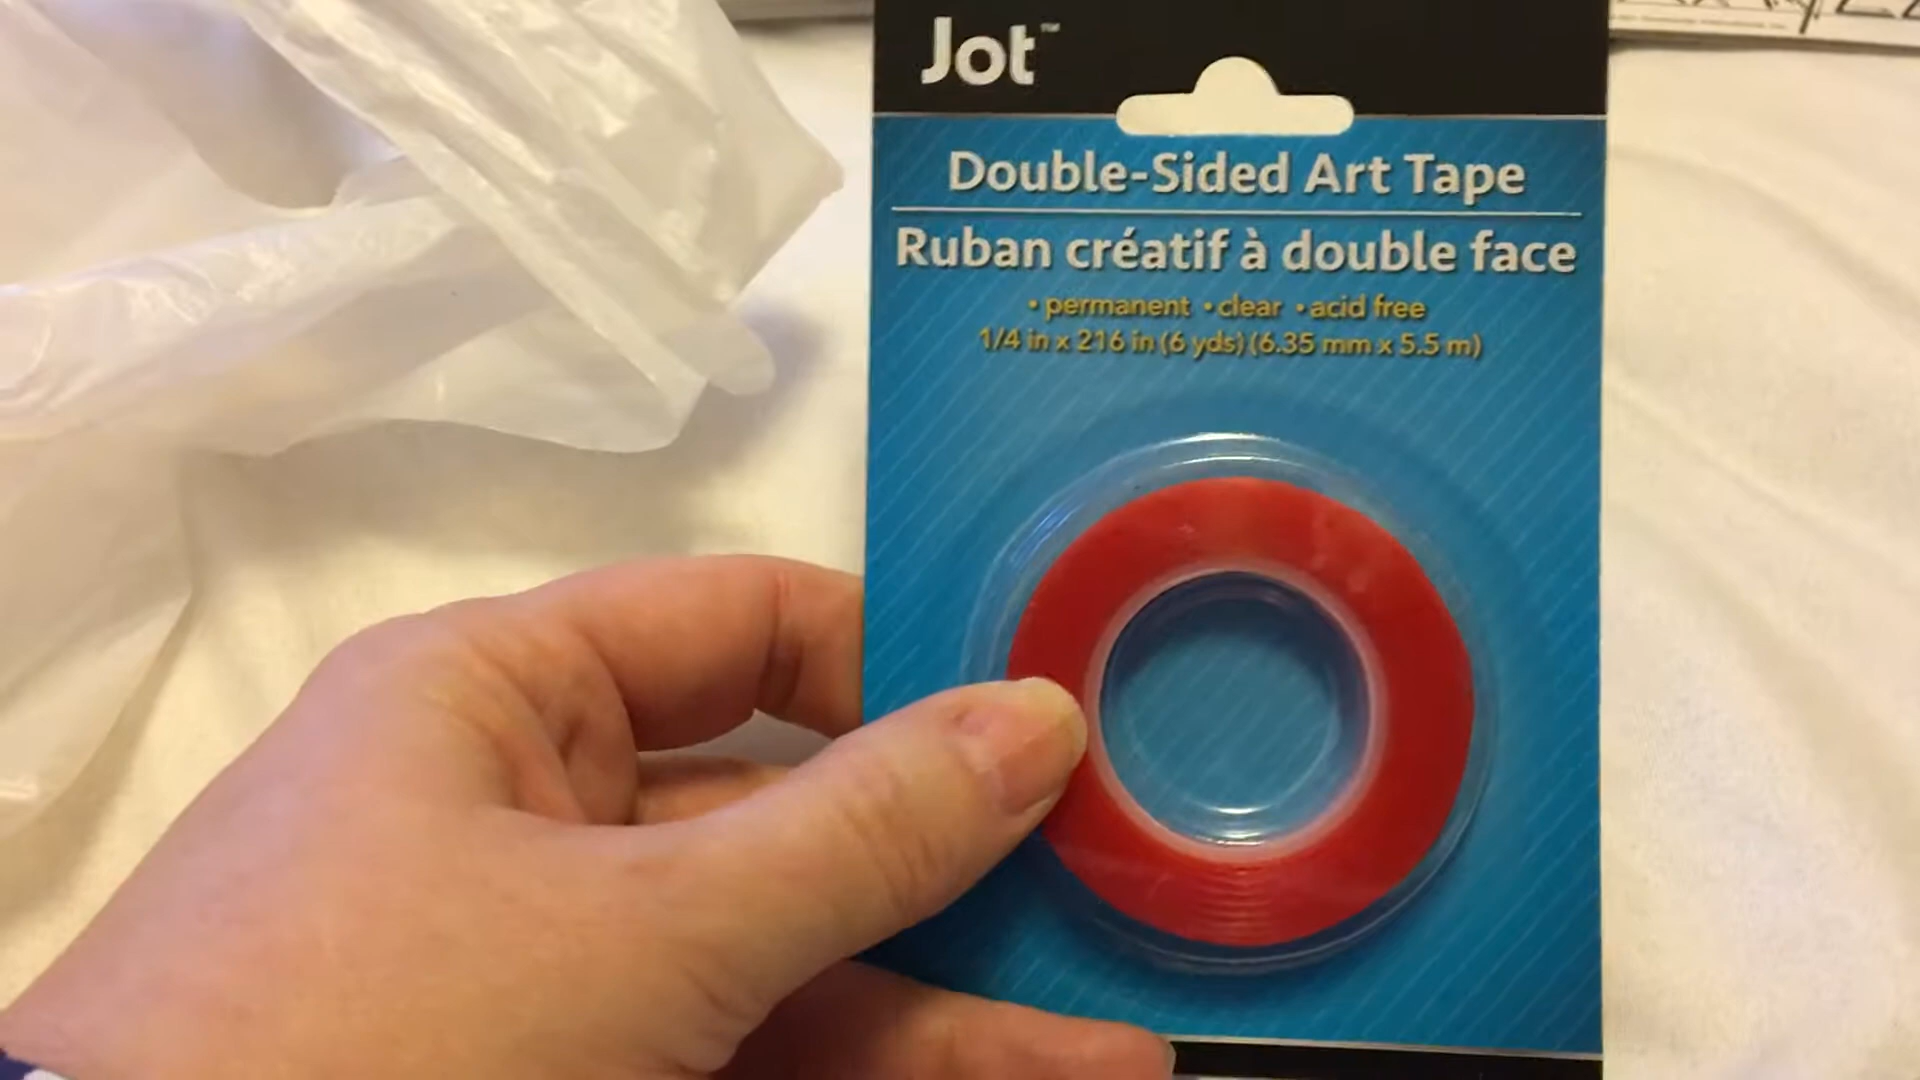 Jot™
Double-Sided Art Tape
Ruban créatif à double face
• permanent • clear • acid free
1/4 in x 216 in (6 yds) (6.35 mm x 5.5 m)